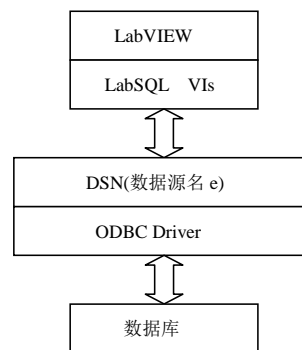 LabVIEW
LabSQL VIs
DSN(数据源名 e)
ODBC Driver
数据库